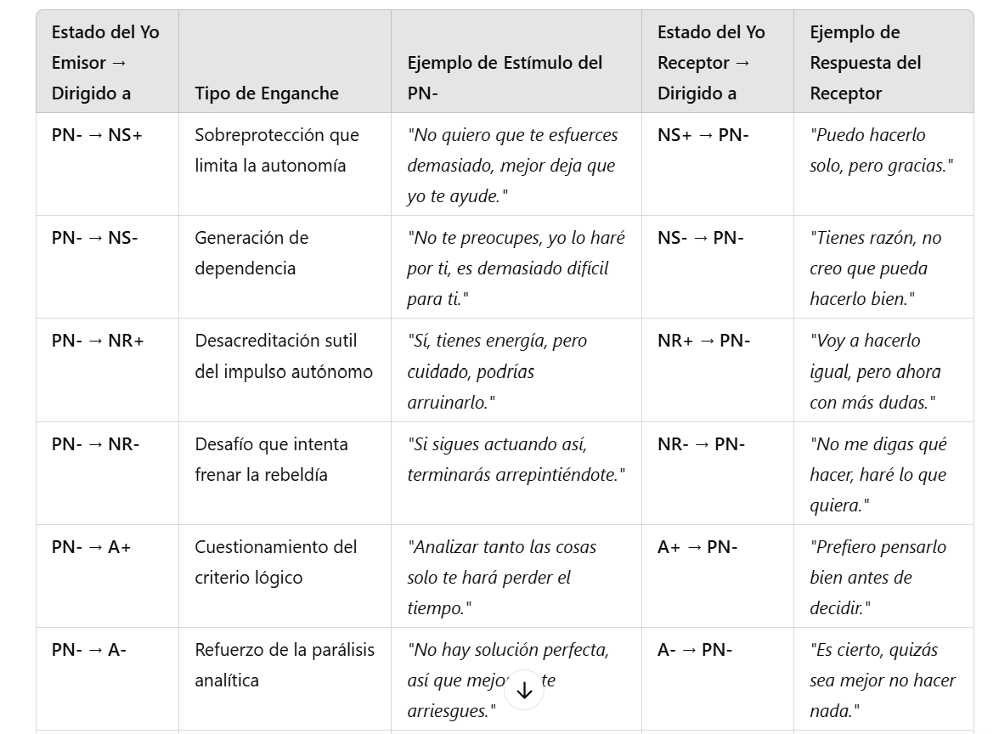 Estado del Yo
Emisor →
Dirigido a
Tipo de Enganche
Ejemplo de Estímulo del
PN-
Estado del Yo
Receptor →
Dirigido a
Ejemplo de
Respuesta del
Receptor
PN- → NS+
Sobreprotección que
limita la autonomía
"No quiero que te esfuerces
demasiado, mejor deja que
yo te ayude."
NS+ → PN-
"Puedo hacerlo
solo, pero gracias."
PN- → NS-
Generación de
dependencia
"No te preocupes, yo lo haré
por ti, es demasiado difícil
para ti."
NS- → PN-
"Tienes razón, no
creo que pueda
hacerlo bien."
PN- → NR+
Desacreditación sutil
del impulso autónomo
"Sí, tienes energía, pero
cuidado, podrías
arruinarlo."
NR+ → PN-
"Voy a hacerlo
igual, pero ahora
con más dudas."
PN- → NR-
Desafío que intenta
frenar la rebeldía
"Si sigues actuando así,
terminarás arrepintiéndote."
NR- → PN-
"No me digas qué
hacer, haré lo que
quiera."
PN- → A+
Cuestionamiento del
criterio lógico
"Analizar tanto las cosas
solo te hará perder el
tiempo."
A+ → PN-
"Prefiero pensarlo
bien antes de
decidir."
PN- → A-
Refuerzo de la parálisis
analítica
"No hay solución perfecta,
así que te
arriesgues."
A- → PN-
"Es cierto, quizás
sea mejor no hacer
nada."